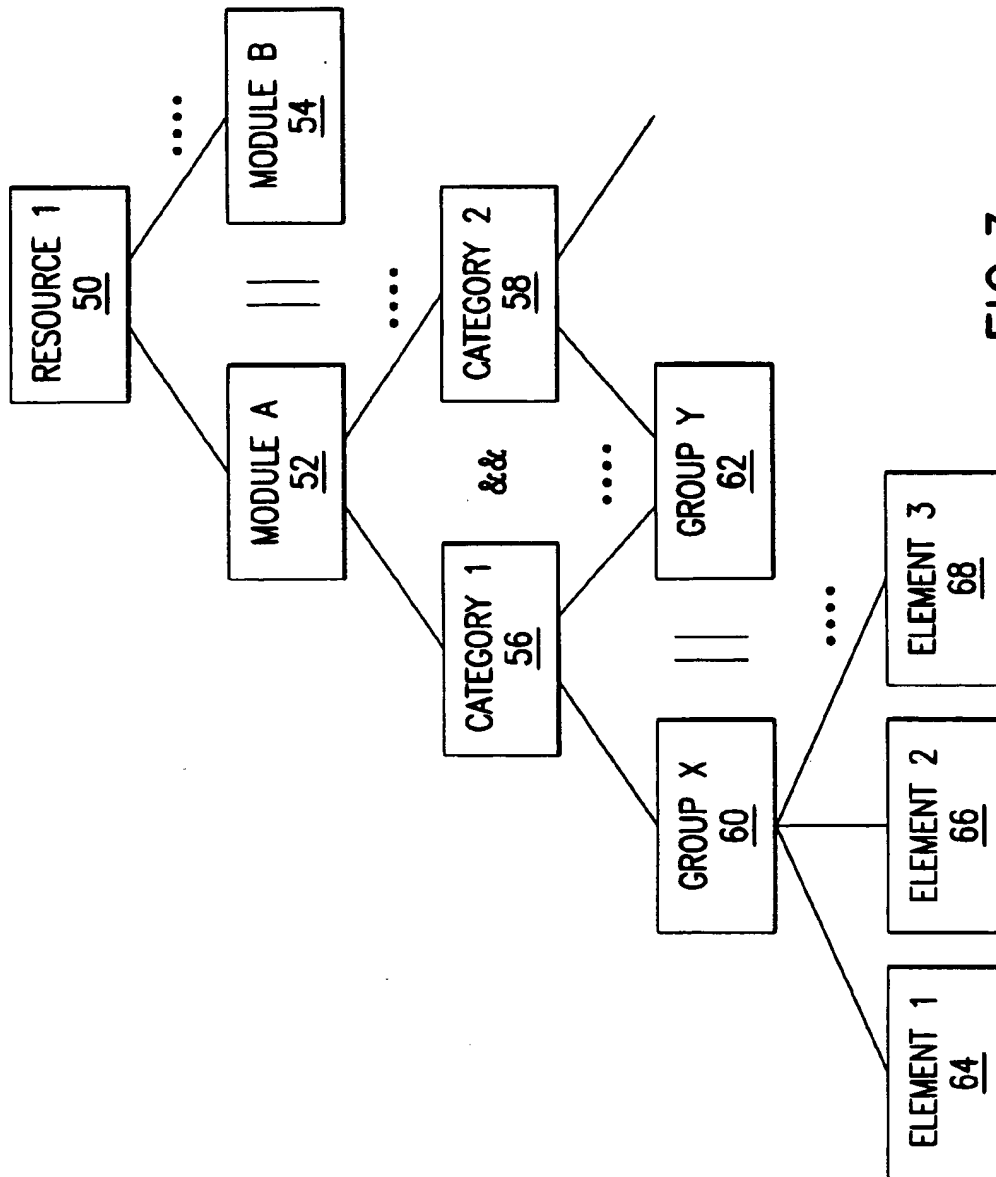 RESOURCE 1
50
....
MODULE A
52
||
MODULE B
54
....
CATEGORY 1
56
&&
CATEGORY 2
58
....
GROUP X
60
||
GROUP Y
62
....
ELEMENT 1
64
ELEMENT 2
66
ELEMENT 3
68